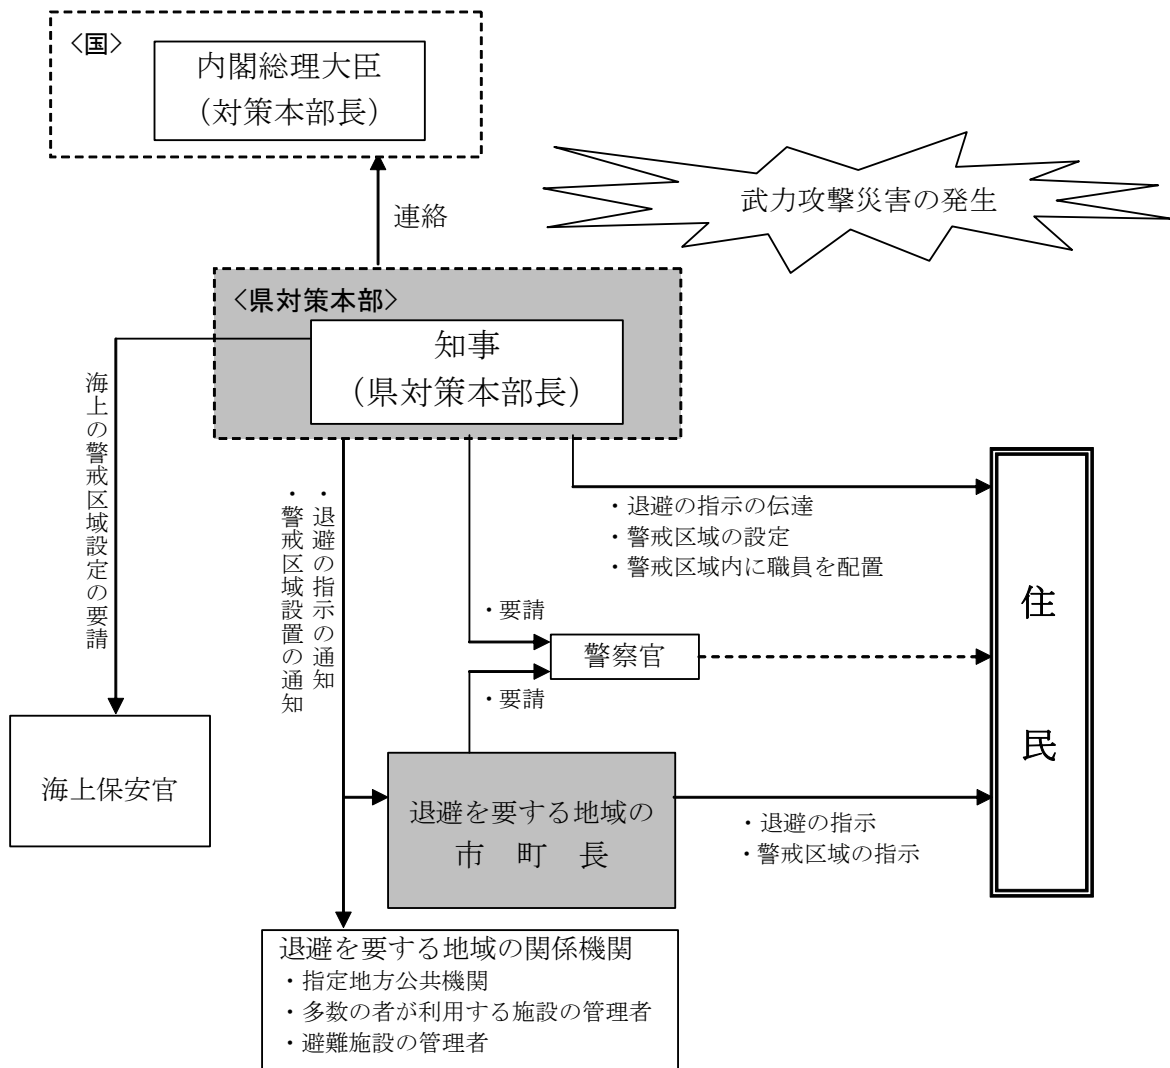 〈国〉
内閣総理大臣
（対策本部長）
武力攻撃災害の発生
連絡
〈県対策本部〉
知事
（県対策本部長）
海上の警戒区域設定の要請
・退避の指示の通知
・警戒区域設置の通知
・退避の指示の伝達
・警戒区域の設定
・警戒区域内に職員を配置
・要請
警察官
・要請
住民
海上保安官
退避を要する地域の
市　町　長
・退避の指示
・警戒区域の指示
退避を要する地域の関係機関
・指定地方公共機関
・多数の者が利用する施設の管理者
・避難施設の管理者